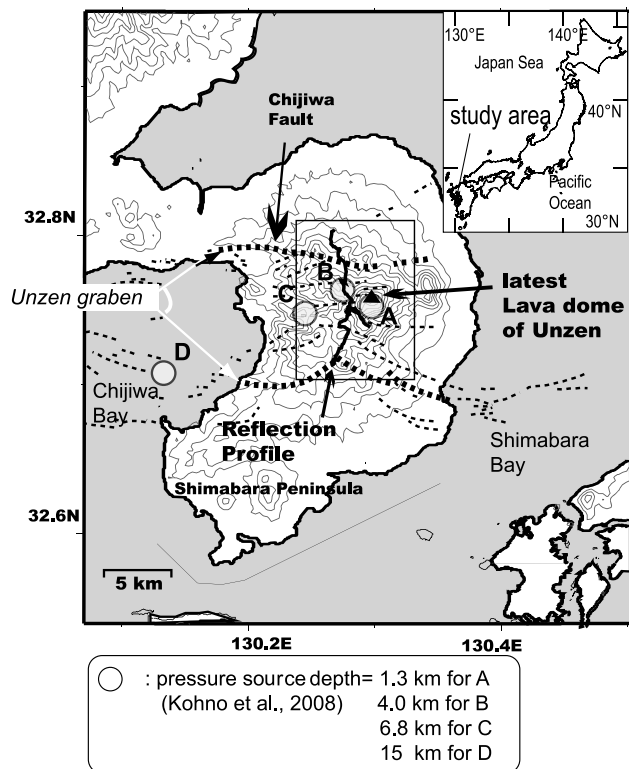 130°E
140°E
Japan Sea
40°N
study area
Pacific
Ocean
30°N
Chijiwa
Fault
32.8N
B
latest
Lava dome
of Unzen
Unzen graben
C
A
D
Chijiwa
Bay
Reflection
Profile
Shimabara
Bay
Shimabara Peninsula
32.6N
5 km
130.2E
130.4E
: pressure source depth= 1.3 km for A
(Kohno et al., 2008) 4.0 km for B
6.8 km for C
15 km for D